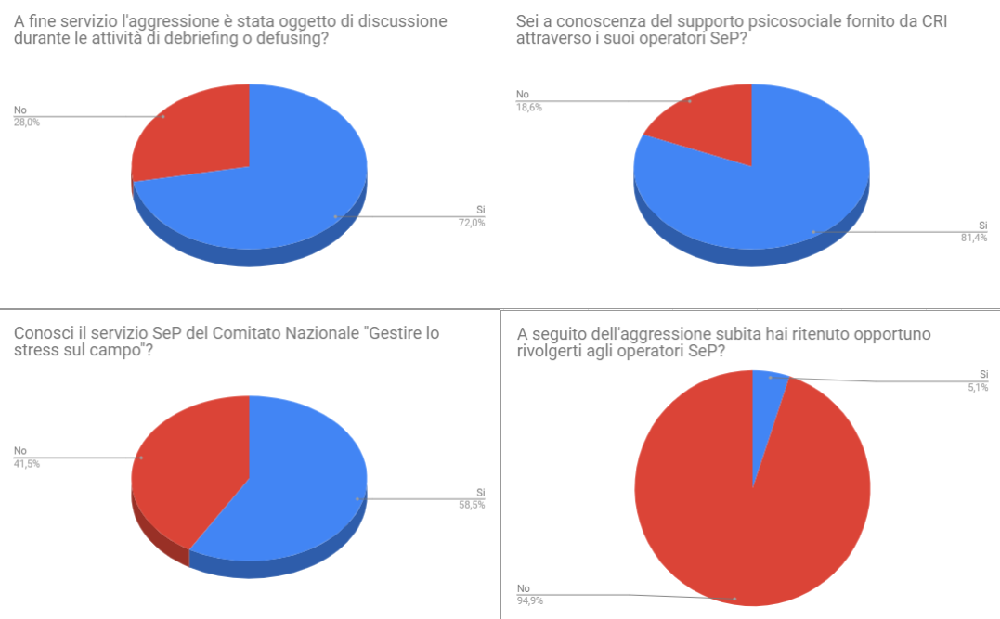 A fine servizio l'aggressione è stata oggetto di discussione
durante le attività di debriefing o defusing?
No
28,0%
Si
72,0%
Sei a conoscenza del supporto psicosociale fornito da CRI
attraverso i suoi operatori SeP?
No
18,6%
Si
81,4%
Conosci il servizio SeP del Comitato Nazionale "Gestire lo
stress sul campo"?
No
41,5%
Si
58,5%
A seguito dell'aggressione subita hai ritenuto opportuno
rivolgerti agli operatori SeP?
Si
5,1%
No
94,9%